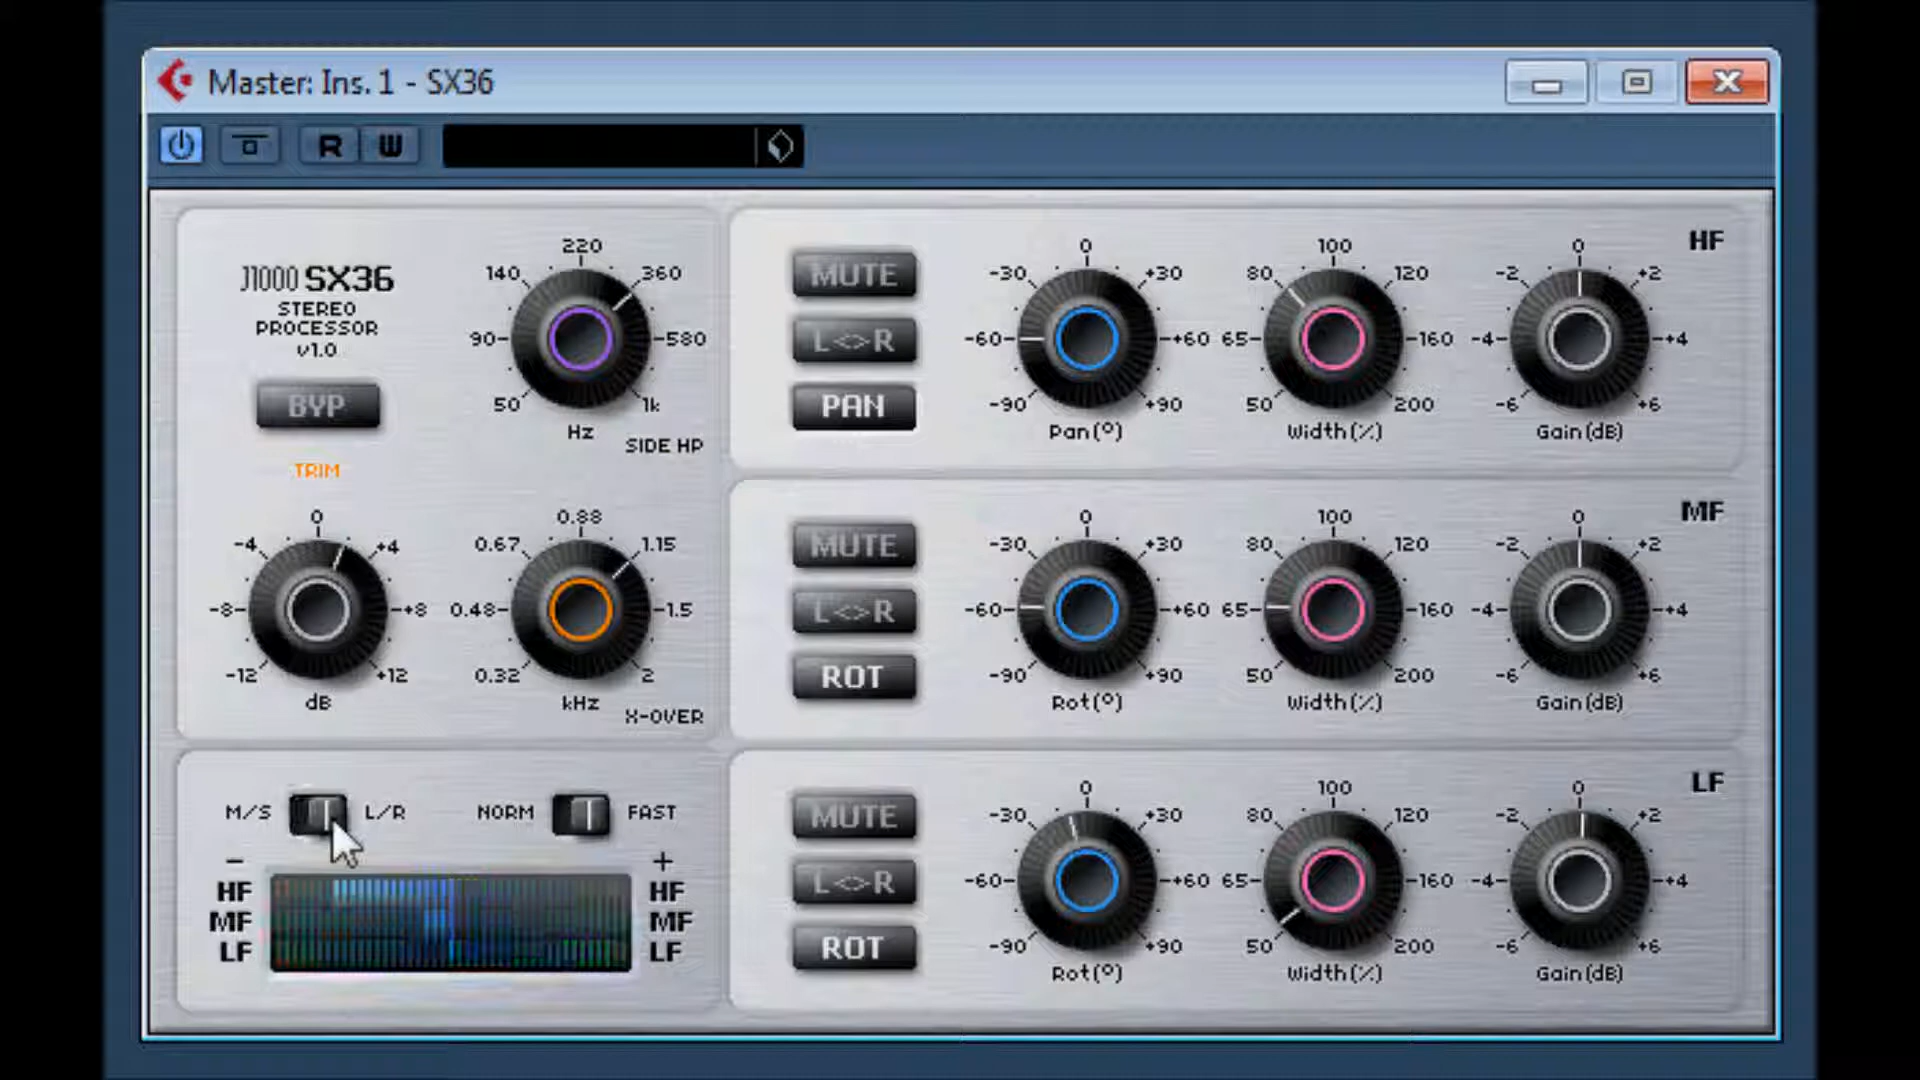 Master: Ins. 1 - SX36
R W
J1000 SX36
STEREO
PROCESSOR
v1.0
BYP
50 90 140 220 360 580 1k
Hz
SIDE HP
TRIM
-12 -8 -4 0 +4 +8 +12
dB
0.32 0.48 0.67 0.88 1.15 1.5 2
kHz
X-OVER
M/S L/R
NORM FAST
- +
HF HF
MF MF
LF LF
HF
MUTE
L<>R
PAN
-90 -60 -30 0 +30 +60 +90
Pan(º)
50 65 80 100 120 160 200
Width(%)
-6 -4 -2 0 +2 +4 +6
Gain(dB)
MF
MUTE
L<>R
ROT
-90 -60 -30 0 +30 +60 +90
Rot(º)
50 65 80 100 120 160 200
Width(%)
-6 -4 -2 0 +2 +4 +6
Gain(dB)
LF
MUTE
L<>R
ROT
-90 -60 -30 0 +30 +60 +90
Rot(º)
50 65 80 100 120 160 200
Width(%)
-6 -4 -2 0 +2 +4 +6
Gain(dB)